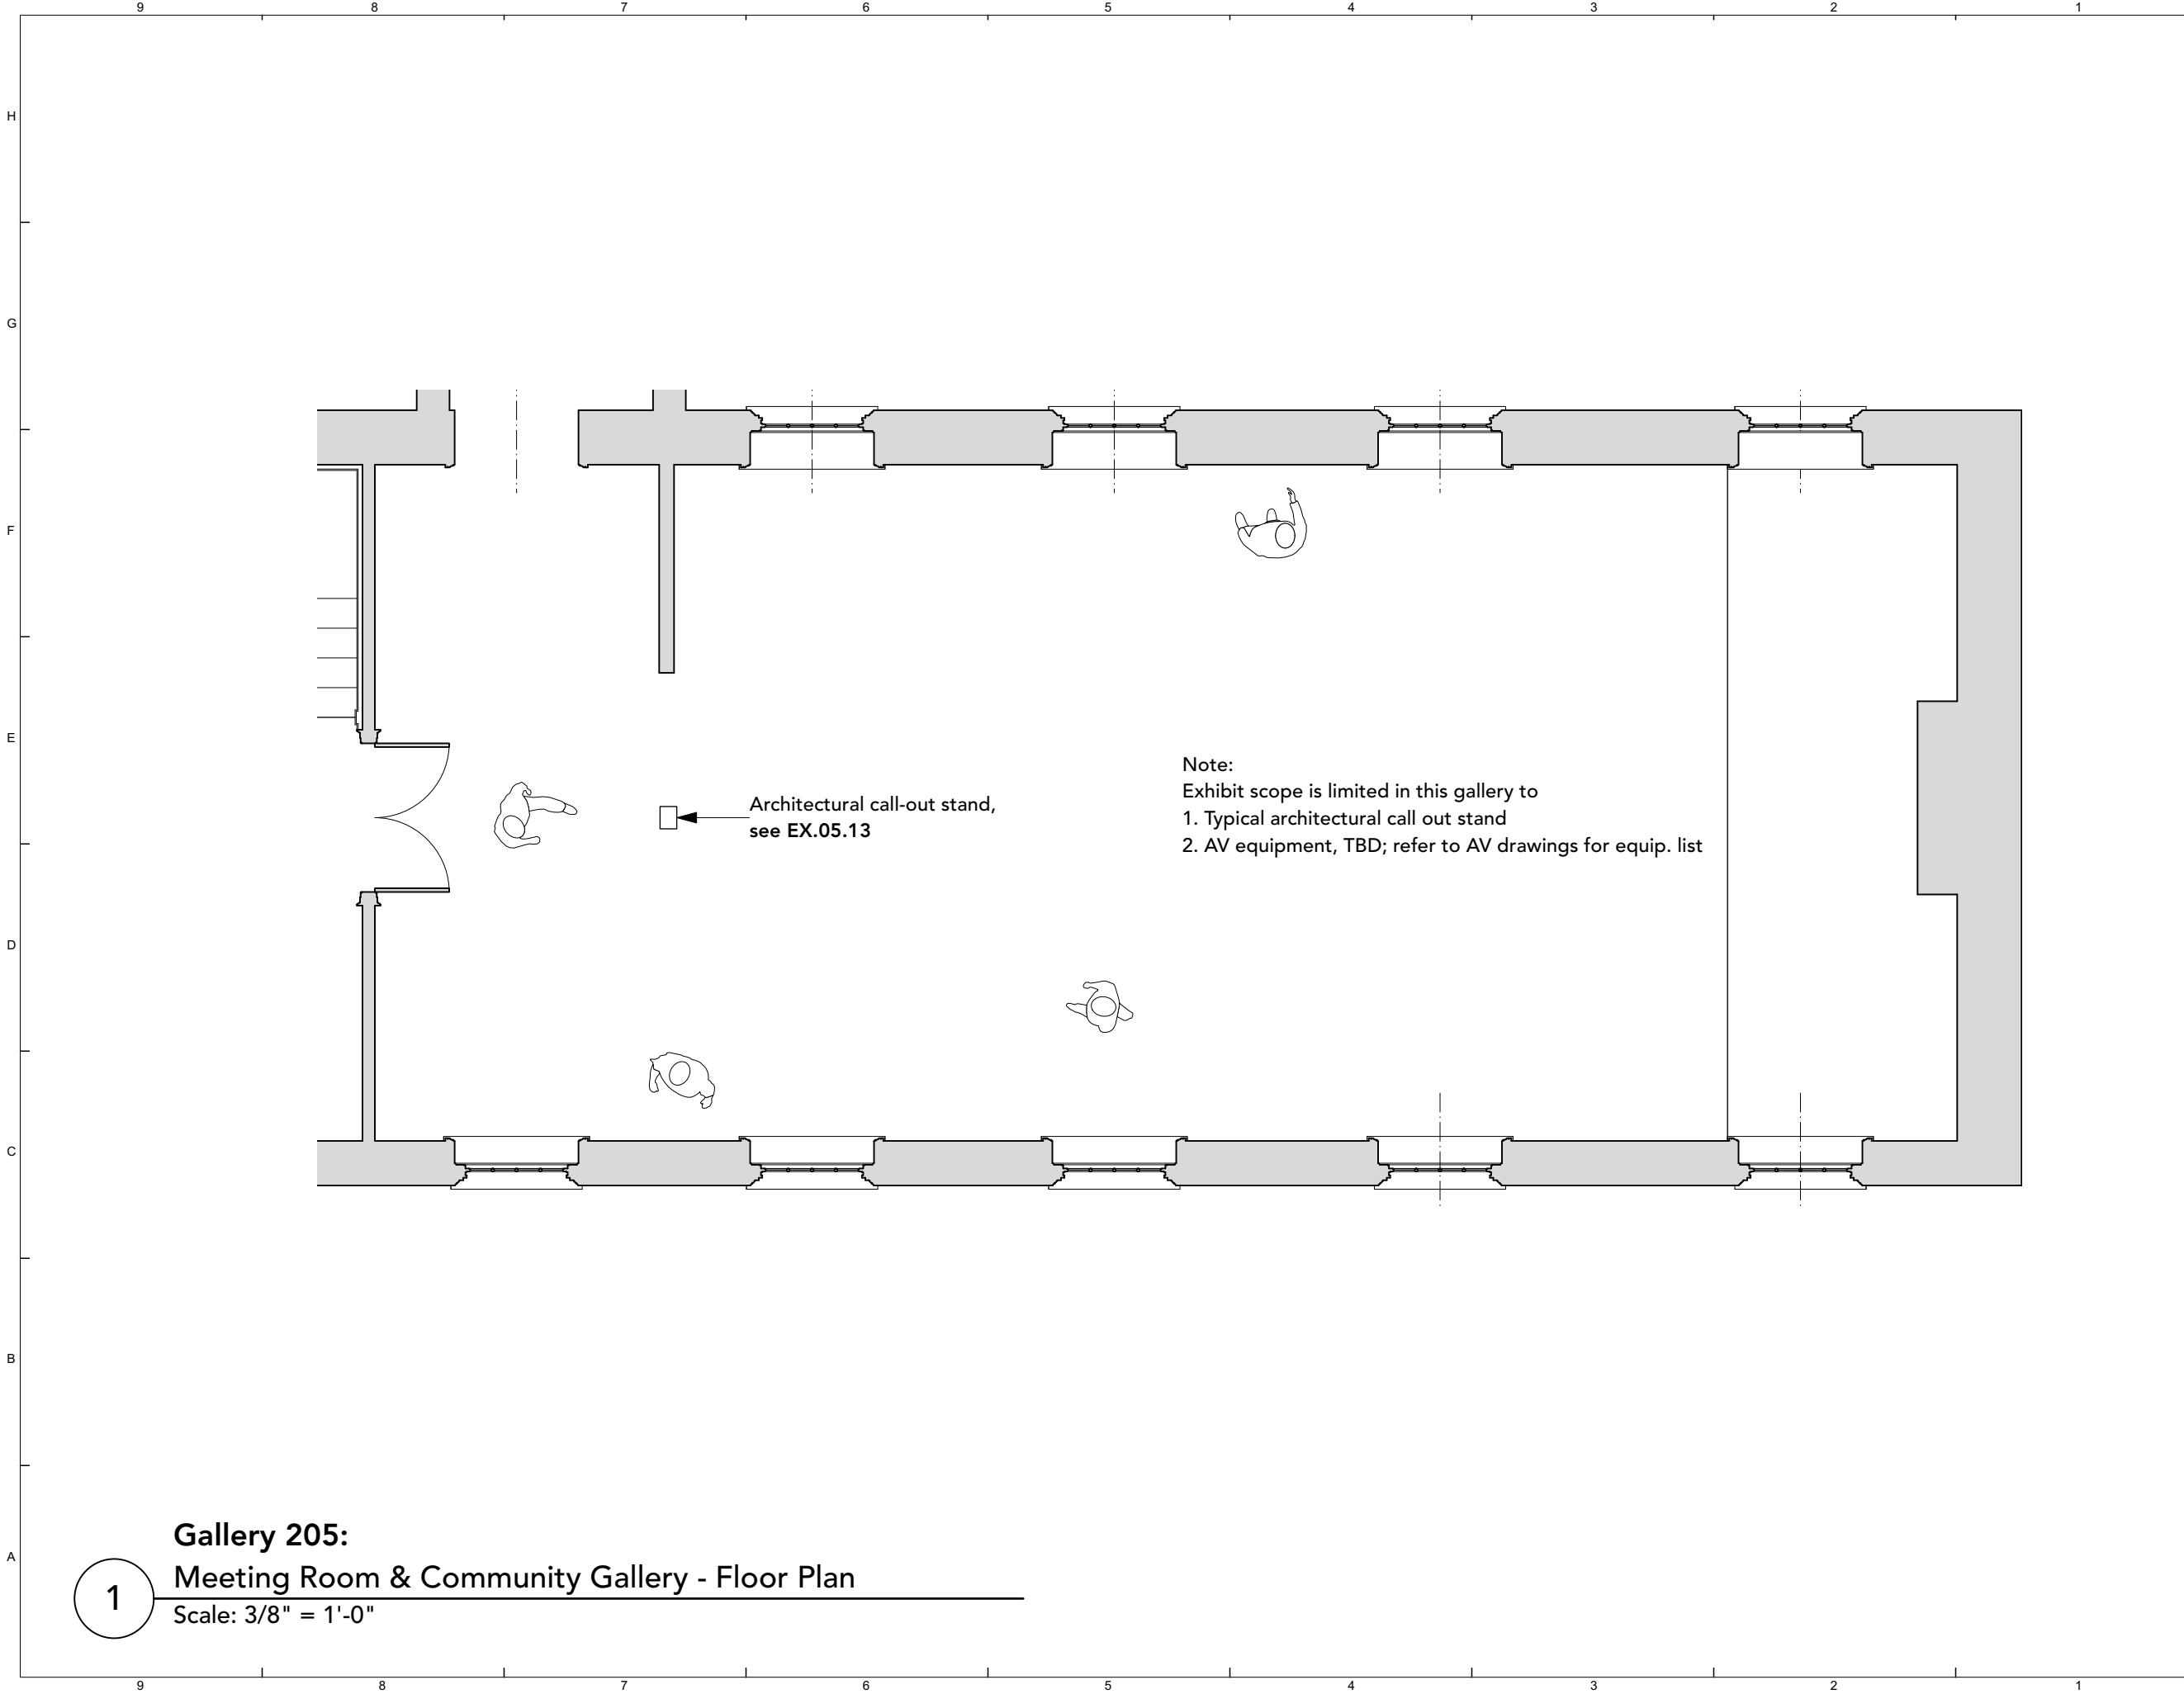 9 8 7 6 5 4 3 2 1
H
G
F
E
D
C
B
A
Architectural call-out stand,
see EX.05.13
Note:
Exhibit scope is limited in this gallery to
1. Typical architectural call out stand
2. AV equipment, TBD; refer to AV drawings for equip. list
Gallery 205:
1
Meeting Room & Community Gallery - Floor Plan
Scale: 3/8" = 1'-0"
9 8 7 6 5 4 3 2 1